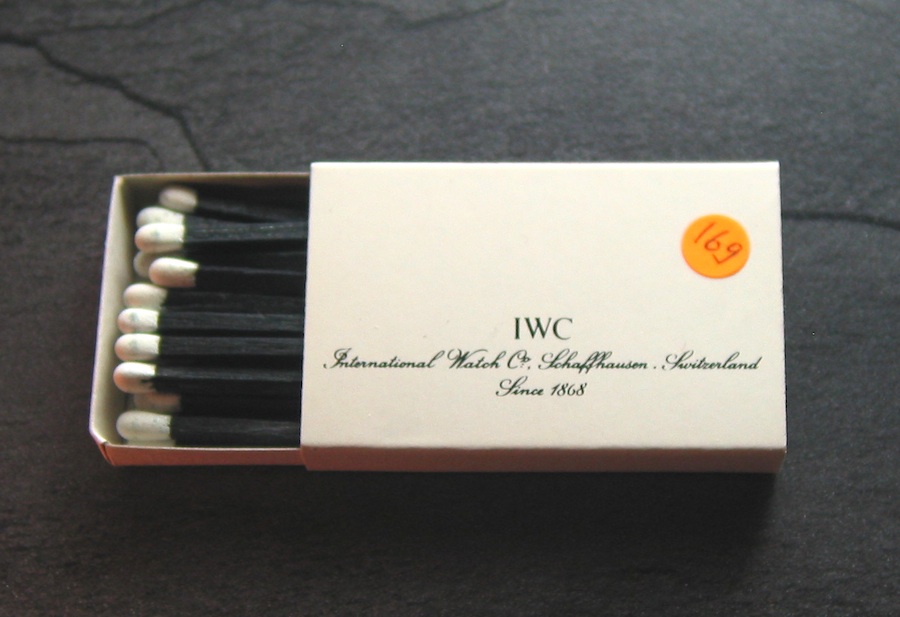 169
IWC
International Watch Co, Schaffhausen . Switzerland
Since 1868